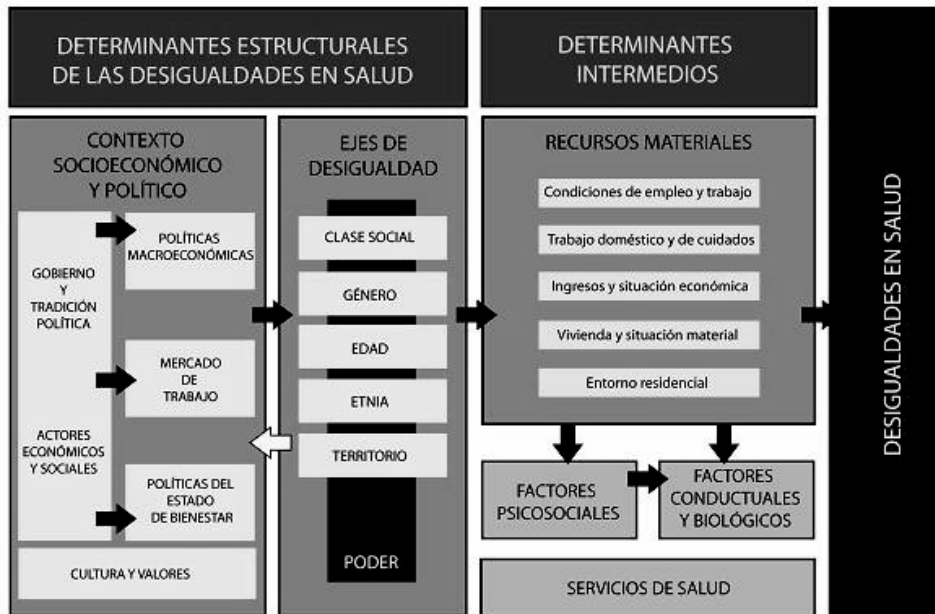 DETERMINANTES ESTRUCTURALES
DE LAS DESIGUALDADES EN SALUD
DETERMINANTES
INTERMEDIOS
CONTEXTO
SOCIOECONÓMICO
Y POLÍTICO
GOBIERNO
Y
TRADICIÓN
POLÍTICA
ACTORES
ECONÓMICOS
Y SOCIALES
POLÍTICAS
MACROECONÓMICAS
MERCADO
DE
TRABAJO
POLÍTICAS DEL
ESTADO
DE BIENESTAR
CULTURA Y VALORES
EJES DE
DESIGUALDAD
CLASE SOCIAL
GÉNERO
EDAD
ETNIA
TERRITORIO
PODER
RECURSOS MATERIALES
Condiciones de empleo y trabajo
Trabajo doméstico y de cuidados
Ingresos y situación económica
Vivienda y situación material
Entorno residencial
FACTORES
PSICOSOCIALES
FACTORES
CONDUCTUALES
Y BIOLÓGICOS
SERVICIOS DE SALUD
DESIGUALDADES EN SALUD